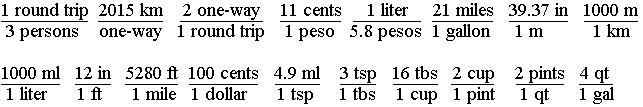 1 round trip 2015 km 2 one-way 11 cents 1 liter 21 miles 39.37 in 1000 m
3 persons one-way 1 round trip 1 peso 5.8 pesos 1 gallon 1 m 1 km
1000 ml 12 in 5280 ft 100 cents 4.9 ml 3 tsp 16 tbs 2 cup 2 pints 4 qt
1 liter 1 ft 1 mile 1 dollar 1 tsp 1 tbs 1 cup 1 pint 1 qt 1 gal